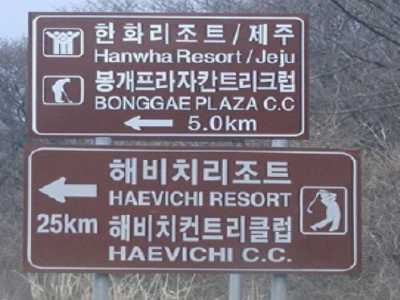 한화리조트/제주
Hanwha Resort/Jeju
봉개프라자칸트리크럽
BONGGAE PLAZA C.C
5.0km
해비치리조트
HAEVICHI RESORT
25km
해비치컨트리클럽
HAEVICHI C.C.